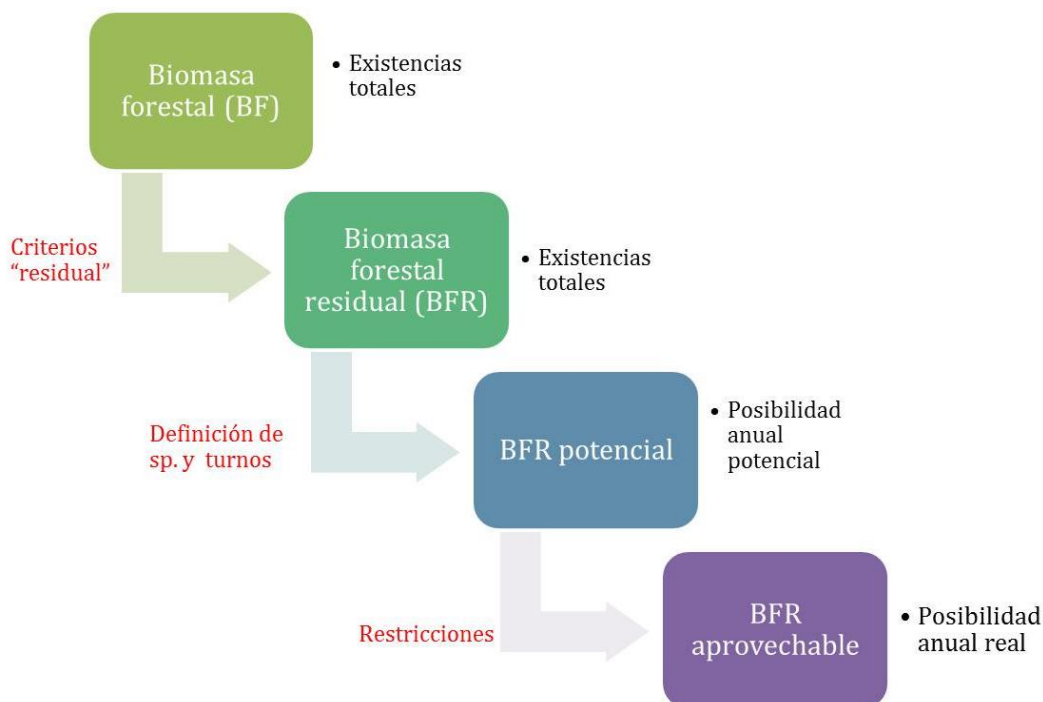 Biomasa
forestal (BF)
• Existencias
totales
Criterios
“residual”
Biomasa
forestal
residual (BFR)
• Existencias
totales
Definición de
sp. y turnos
BFR potencial
• Posibilidad
anual
potencial
Restricciones
BFR
aprovechable
• Posibilidad
anual real